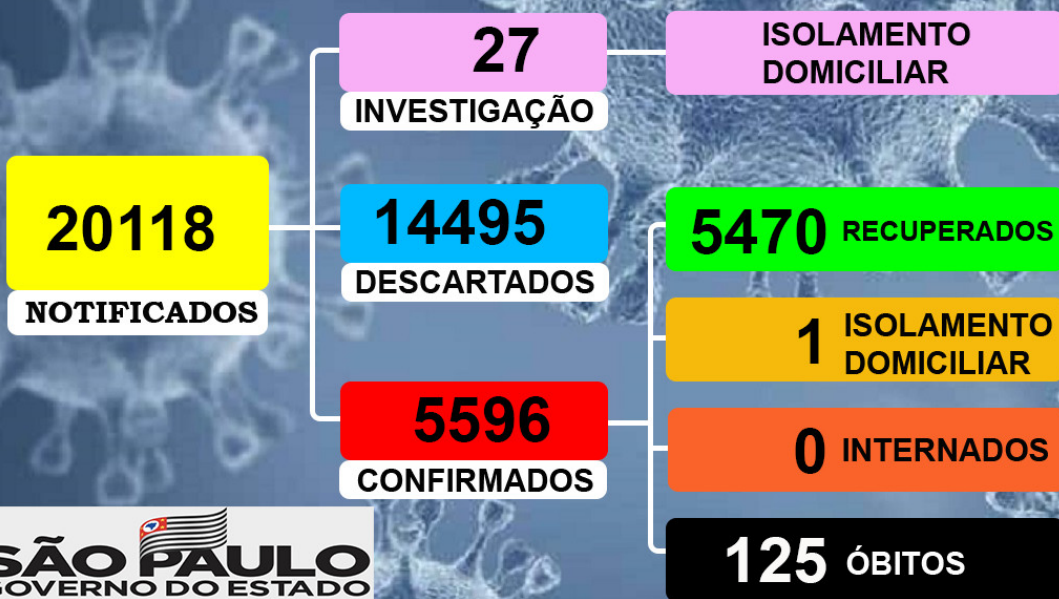 27
INVESTIGAÇÃO
ISOLAMENTO
DOMICILIAR
20118
NOTIFICADOS
14495
DESCARTADOS
5596
CONFIRMADOS
5470 RECUPERADOS
1 ISOLAMENTO
DOMICILIAR
0 INTERNADOS
125 ÓBITOS
SÃO PAULO
GOVERNO DO ESTADO